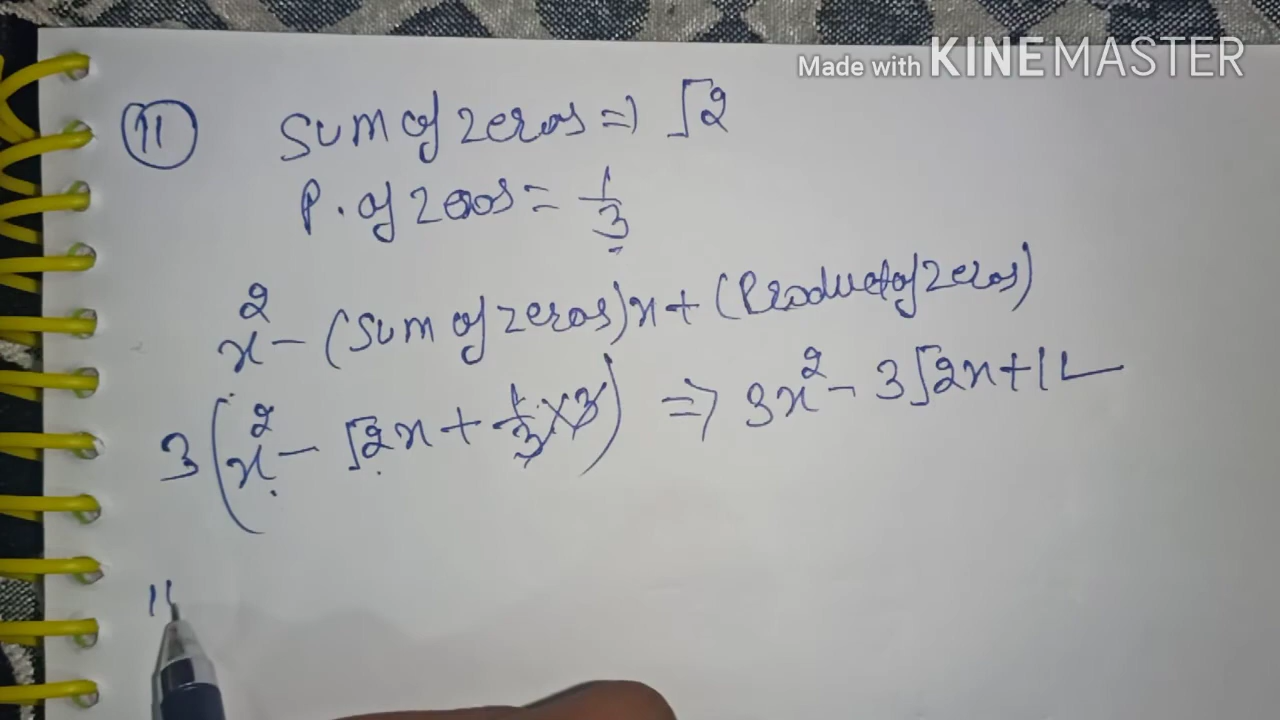 Made with KINEMASTER
11 Sum of zeros => √2
P. of zeros = 1/3
x² - (Sum of zeros)x + (Product of zeros)
3(x² - √2x + 1/3 × 3) => 3x² - 3√2x + 1
11